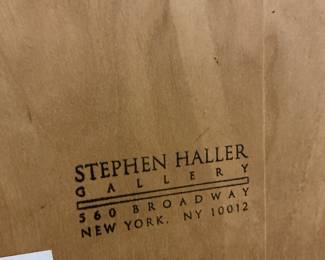 STEPHEN HALLER
GALLERY
560 BROADWAY
NEW YORK, NY 10012